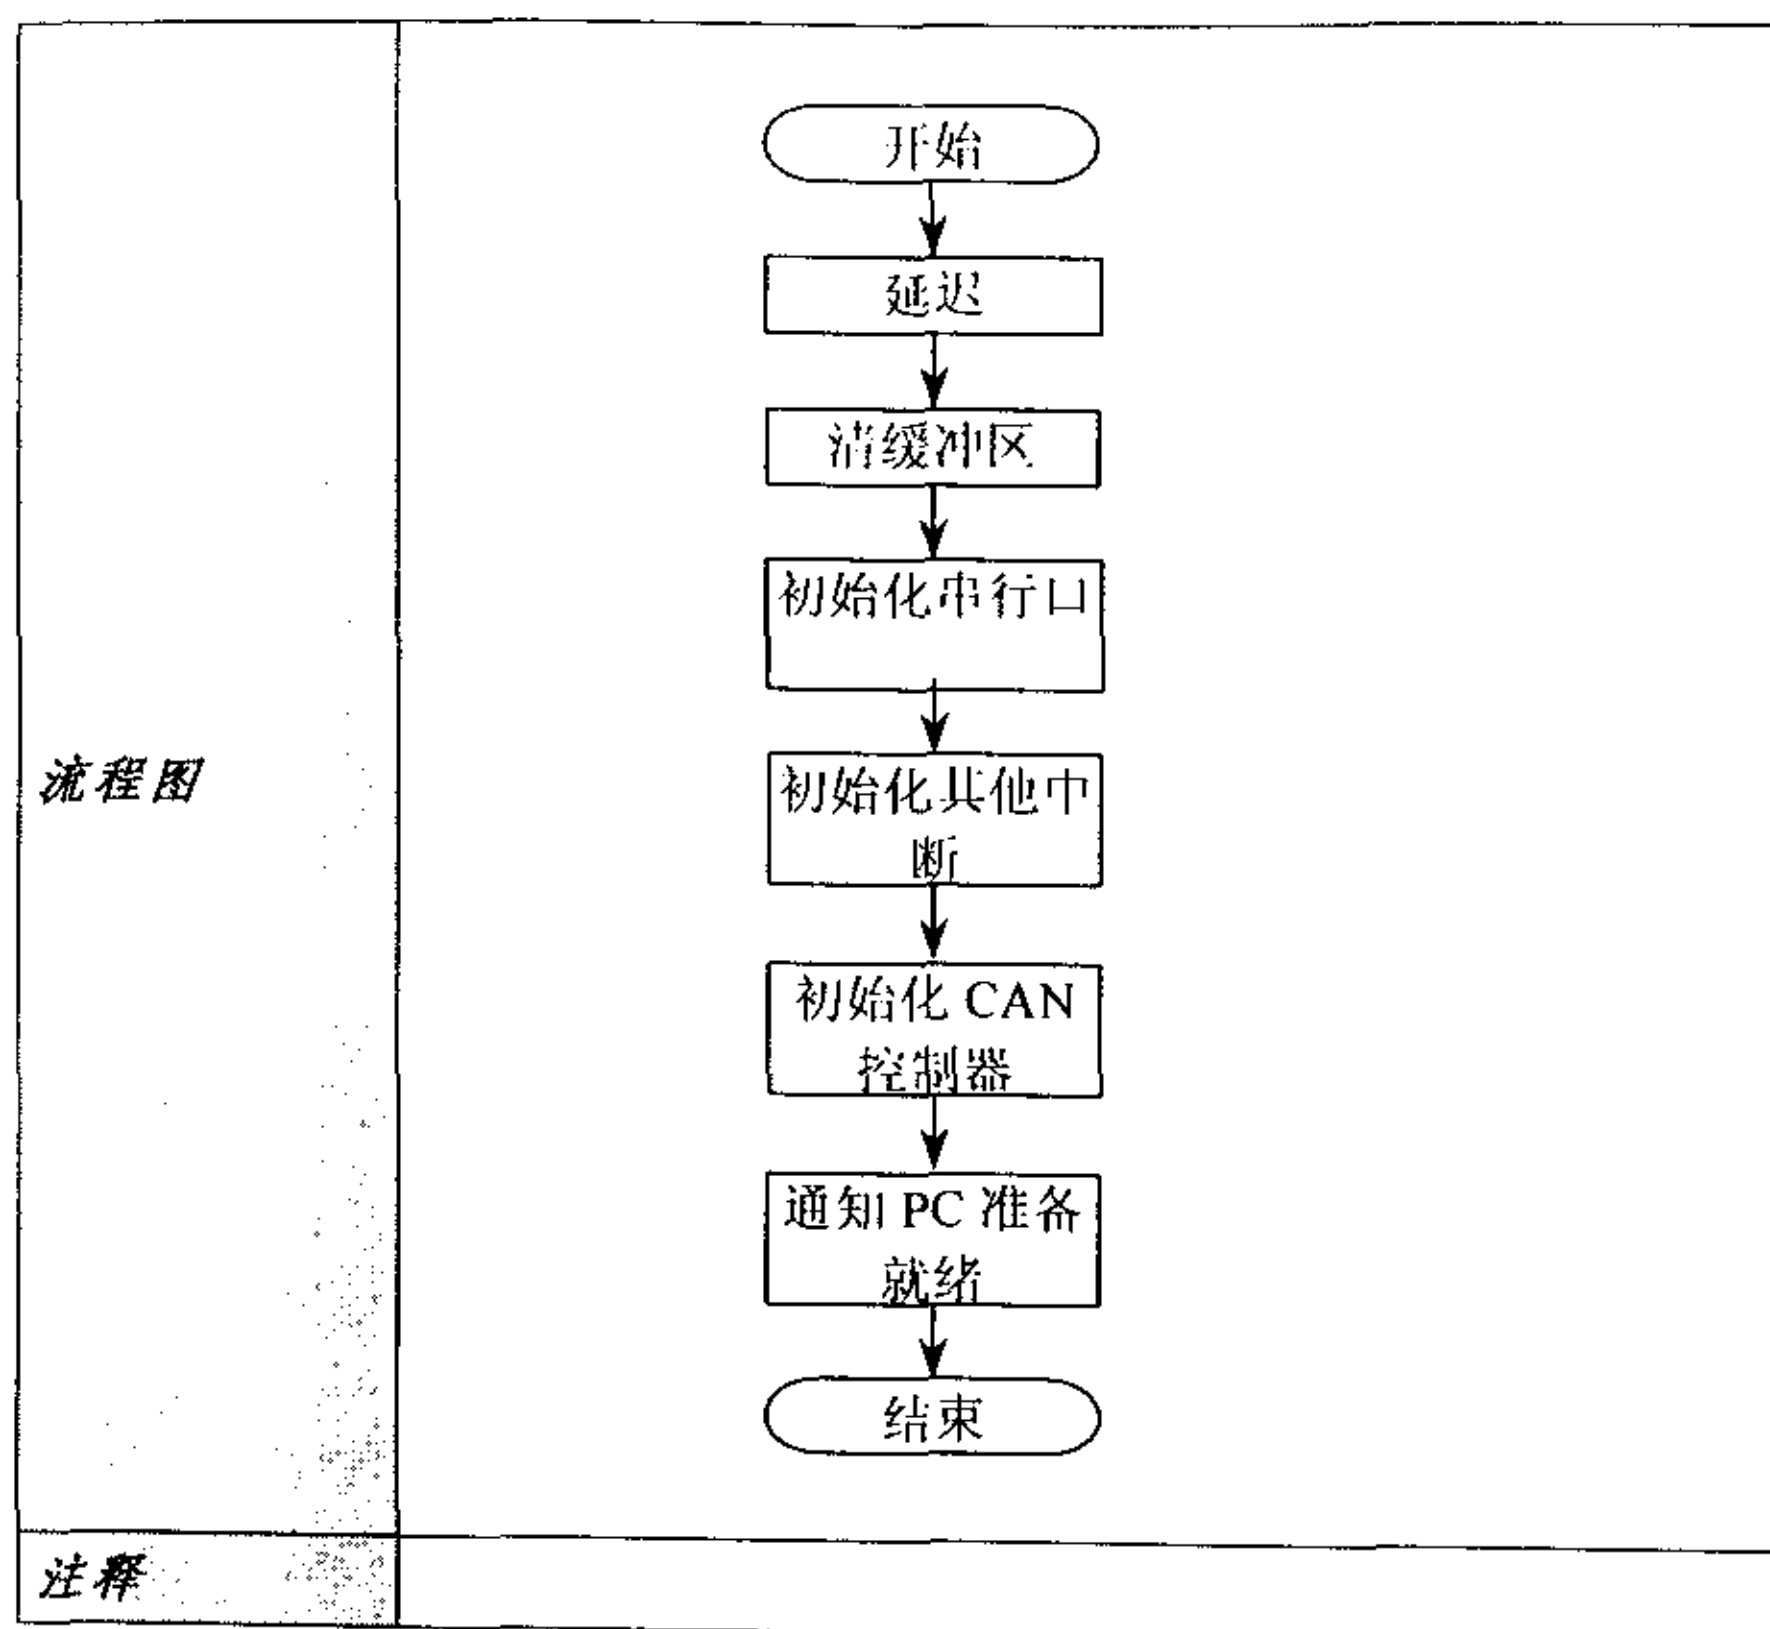 开始
延迟
清缓冲区
初始化串行口
流程图
初始化其他中
断
初始化 CAN
控制器
通知 PC 准备
就绪
结束
注释